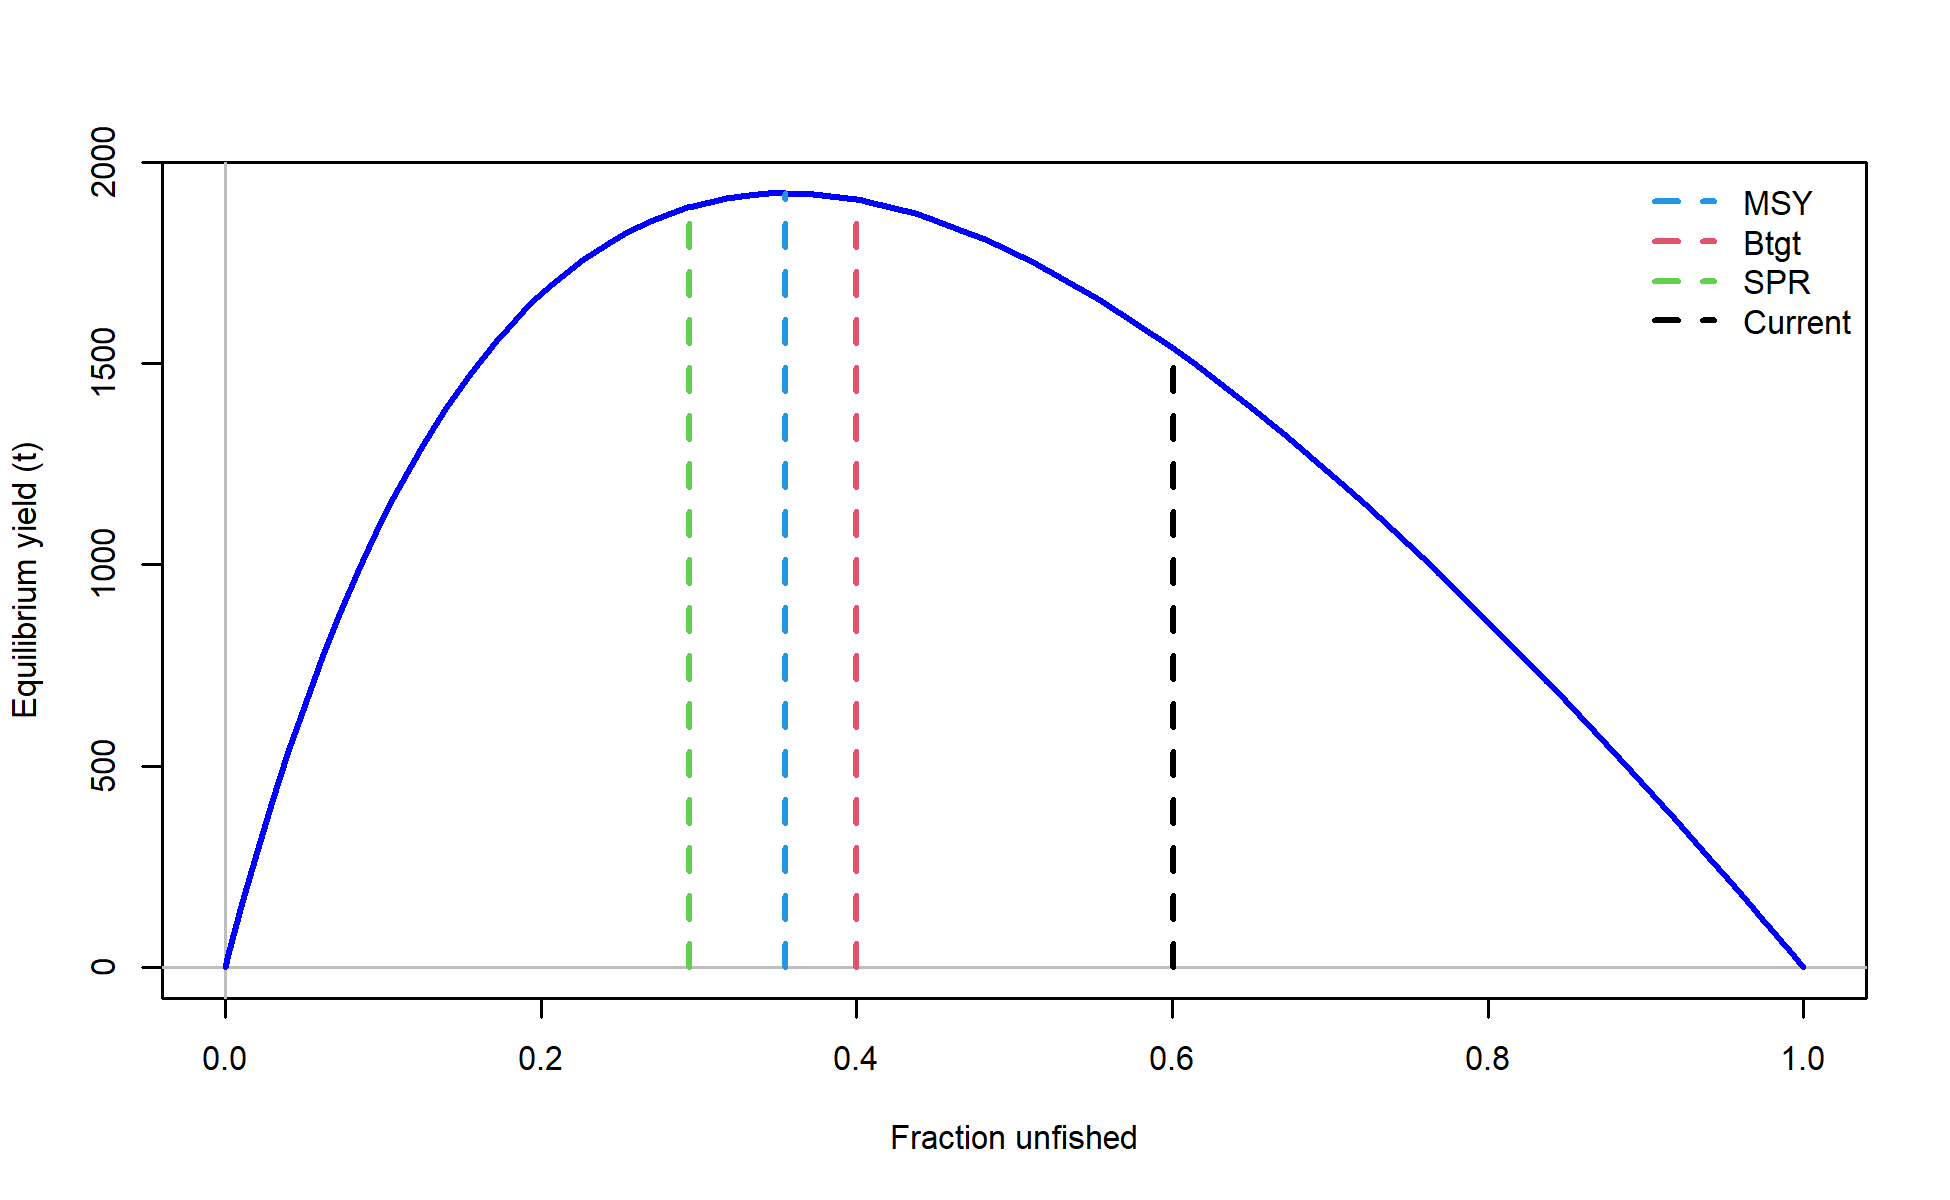 MSY
Btgt
SPR
Current
Equilibrium yield (t)
2000
1500
1000
500
0
0.0 0.2 0.4 0.6 0.8 1.0
Fraction unfished